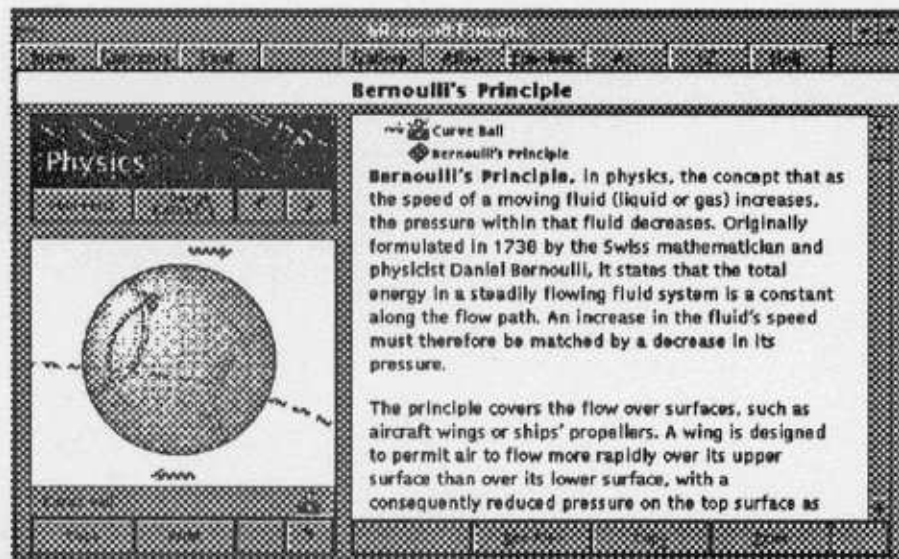 Gallery Atlas Timeline Help
Bernoulli's Principle
Physics
Curve Ball
Bernoulli's Principle
Bernoulli's Principle, in physics, the concept that as
the speed of a moving fluid (liquid or gas) increases,
the pressure within that fluid decreases. Originally
formulated in 1738 by the Swiss mathematician and
physicist Daniel Bernoulli, it states that the total
energy in a steadily flowing fluid system is a constant
along the flow path. An increase in the fluid's speed
must therefore be matched by a decrease in its
pressure.
The principle covers the flow over surfaces, such as
aircraft wings or ships' propellers. A wing is designed
to permit air to flow more rapidly over its upper
surface than over its lower surface, with a
consequently reduced pressure on the top surface as